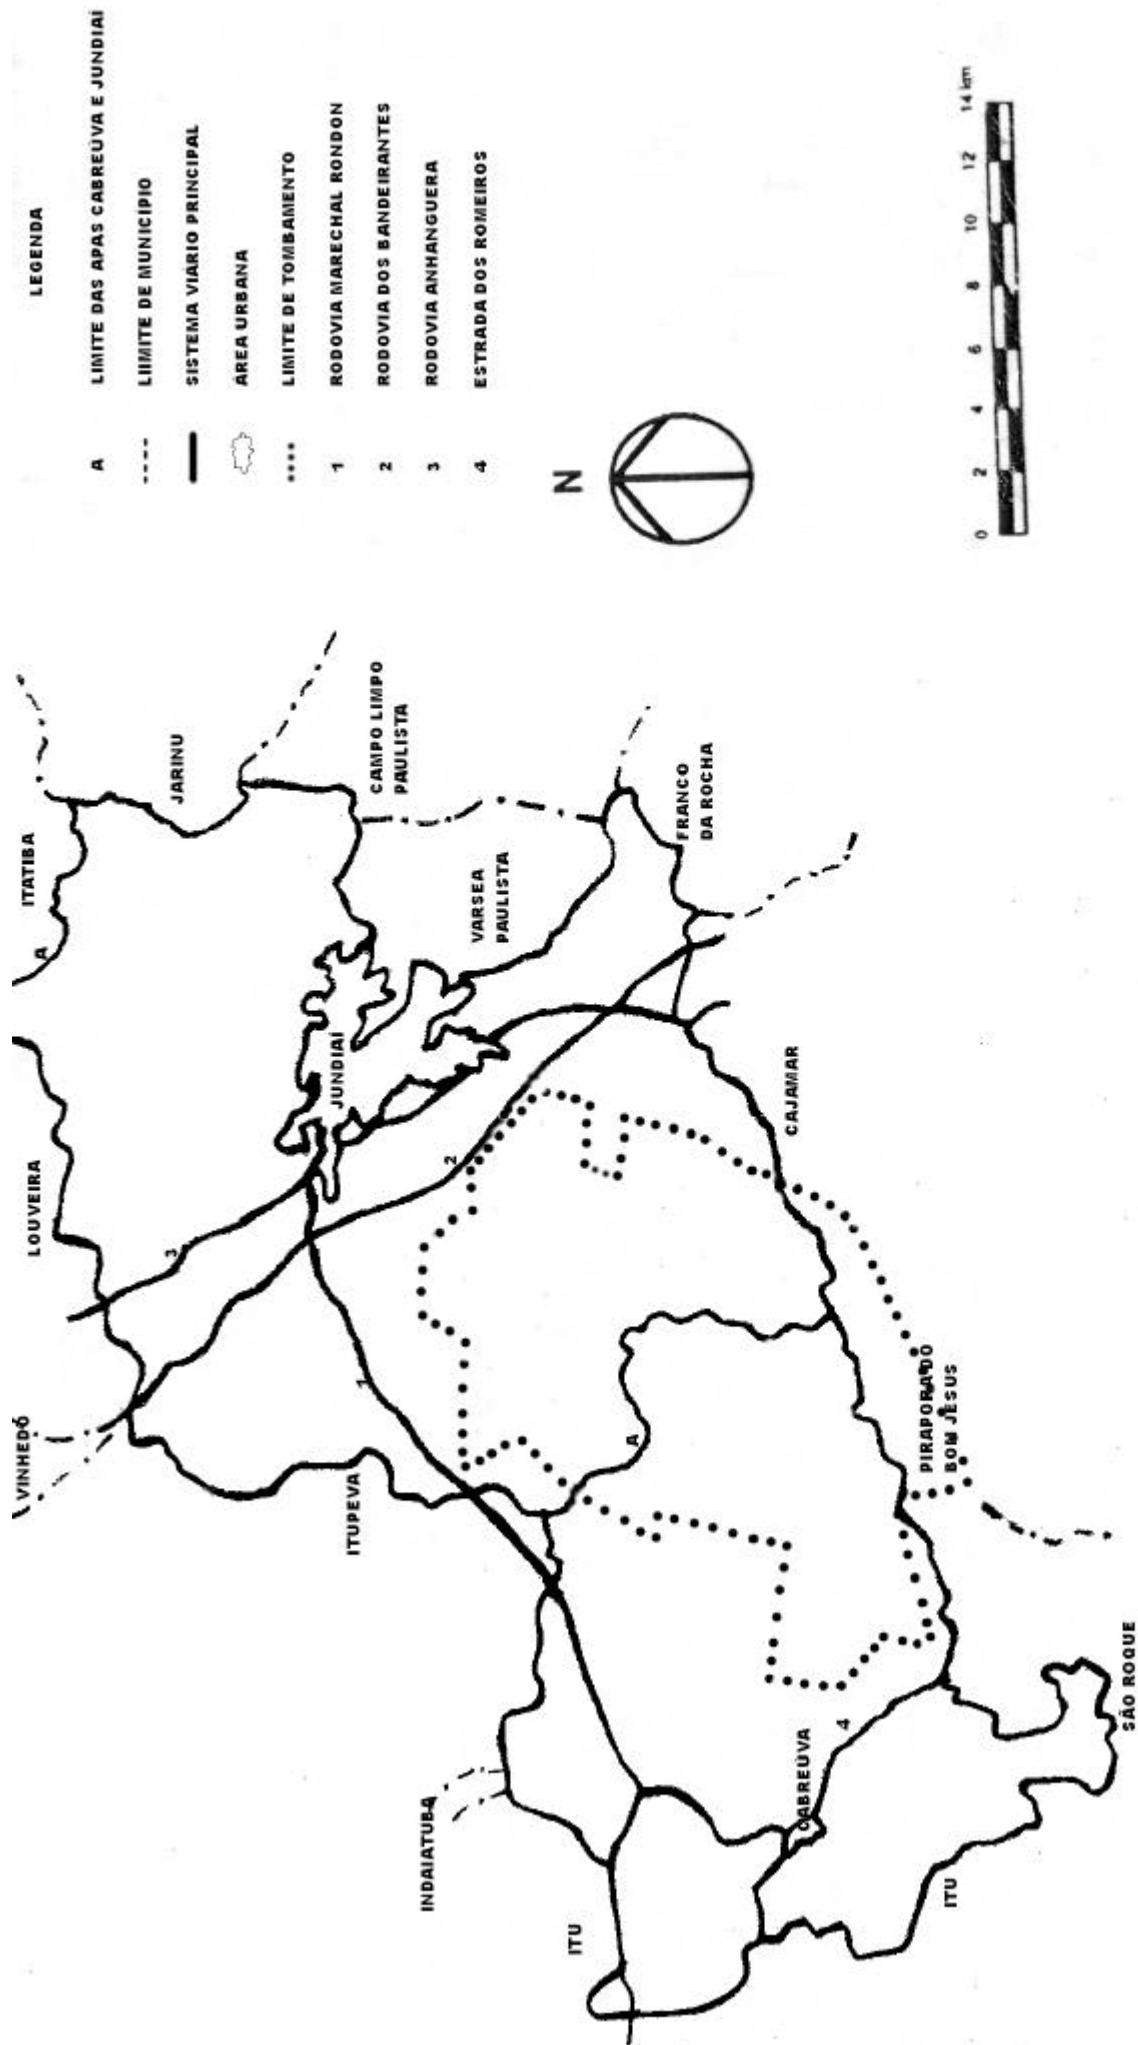 LEGENDA
A LIMITE DAS APAS CABREÚVA E JUNDIAÍ
LIIMITE DE MUNICIPIO
SISTEMA VIARIO PRINCIPAL
ÁREA URBANA
LIMITE DE TOMBAMENTO
1 RODOVIA MARECHAL RONDON
2 RODOVIA DOS BANDEIRANTES
3 RODOVIA ANHANGUERA
4 ESTRADA DOS ROMEIROS
N
0 2 4 6 8 10 12 14 km
VINHEDÓ
LOUVEIRA
ITATIBA
A
JARINU
3
JUNDIAÍ
CAMPO LIMPO
PAULISTA
1
ITUPEVA
2
VARSEA
PAULISTA
INDAIATUBA
ITU
A
FRANCO
DA ROCHA
CAJAMAR
CABREÚVA
4
PIRAPORA DO
BOM JESUS
ITU
SÃO ROQUE